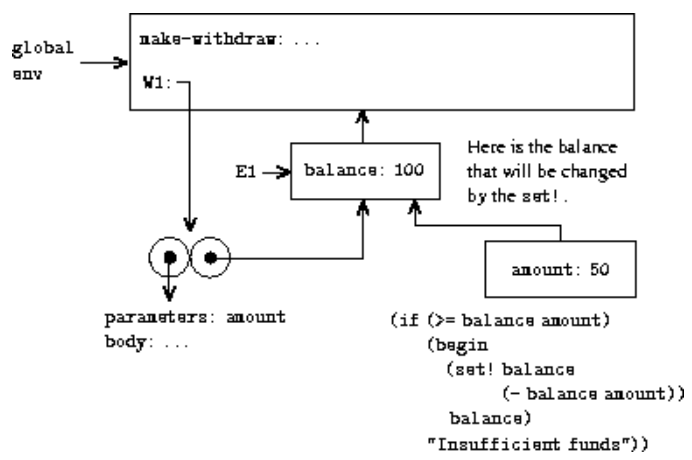 make-withdraw: ...
global
env
W1:
Here is the balance
that will be changed
by the set!.
E1
balance: 100
amount: 50
parameters: amount
body: ...
(if (>= balance amount)
(begin
(set! balance
(- balance amount))
balance)
"Insufficient funds"))